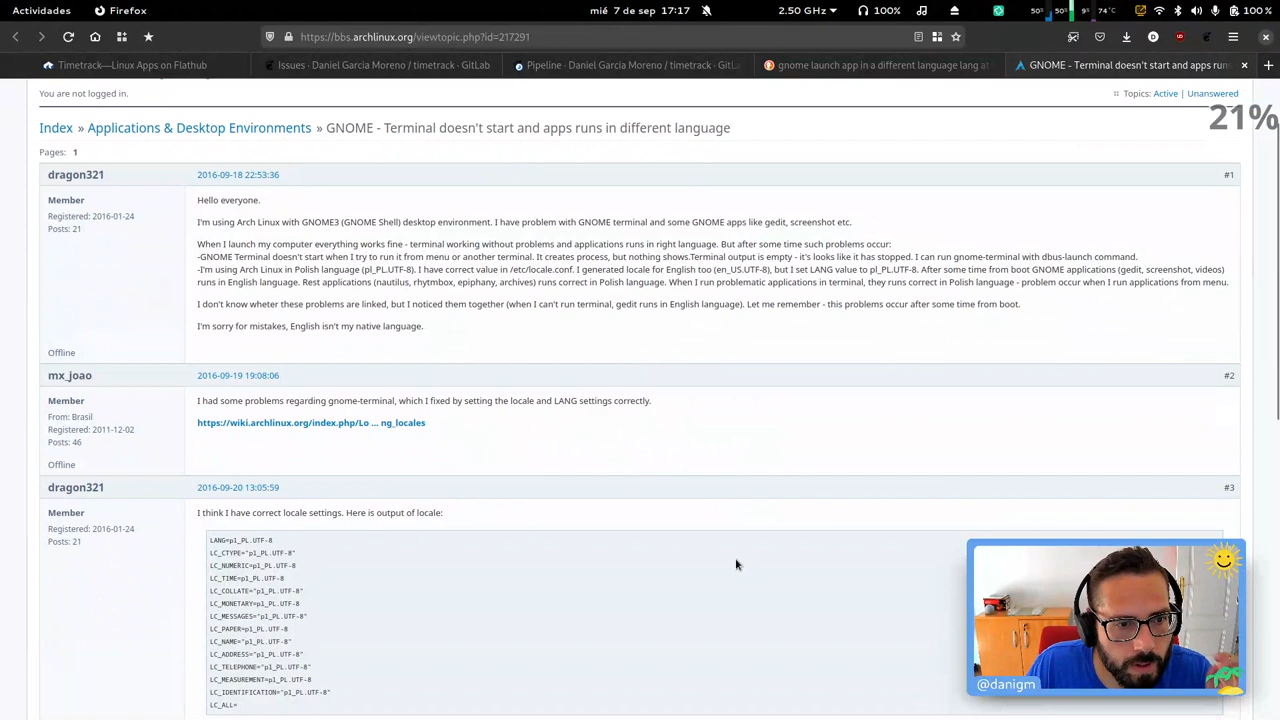 Actividades
Firefox
mié 7 de sep 17:17
2.50 GHz
100%
50%
50%
9%
74°C
100 %
https://bbs.archlinux.org/viewtopic.php?id=217291
Timetrack—Linux Apps on Flathub
Issues · Daniel Garcia Moreno / timetrack · GitLab
Pipeline · Daniel Garcia Moreno / timetrack · GitLab
gnome launch app in a different language lang at
GNOME - Terminal doesn't start and apps runs
You are not logged in.
Topics: Active | Unanswered
21%
Index » Applications & Desktop Environments » GNOME - Terminal doesn't start and apps runs in different language
Pages: 1
dragon321
2016-09-18 22:53:36
#1
Member
Registered: 2016-01-24
Posts: 21
Offline
Hello everyone.
I'm using Arch Linux with GNOME3 (GNOME Shell) desktop environment. I have problem with GNOME terminal and some GNOME apps like gedit, screenshot etc.
When I launch my computer everything works fine - terminal working without problems and applications runs in right language. But after some time such problems occur:
-GNOME Terminal doesn't start when I try to run it from menu or another terminal. It creates process, but nothing shows.Terminal output is empty - it's looks like it has stopped. I can run gnome-terminal with dbus-launch command.
-I'm using Arch Linux in Polish language (pl_PL.UTF-8). I have correct value in /etc/locale.conf. I generated locale for English too (en_US.UTF-8), but I set LANG value to pl_PL.UTF-8. After some time from boot GNOME applications (gedit, screenshot, videos)
runs in English language. Rest applications (nautilus, rhytmbox, epiphany, archives) runs correct in Polish language. When I run problematic applications in terminal, they runs correct in Polish language - problem occur when I run applications from menu.
I don't know wheter these problems are linked, but I noticed them together (when I can't run terminal, gedit runs in English language). Let me remember - this problems occur after some time from boot.
I'm sorry for mistakes, English isn't my native language.
mx_joao
2016-09-19 19:08:06
#2
Member
From: Brasil
Registered: 2011-12-02
Posts: 46
Offline
I had some problems regarding gnome-terminal, which I fixed by setting the locale and LANG settings correctly.
https://wiki.archlinux.org/index.php/Lo … ng_locales
dragon321
2016-09-20 13:05:59
#3
Member
Registered: 2016-01-24
Posts: 21
I think I have correct locale settings. Here is output of locale:
LANG=pl_PL.UTF-8
LC_CTYPE="pl_PL.UTF-8"
LC_NUMERIC=pl_PL.UTF-8
LC_TIME=pl_PL.UTF-8
LC_COLLATE="pl_PL.UTF-8"
LC_MONETARY=pl_PL.UTF-8
LC_MESSAGES="pl_PL.UTF-8"
LC_PAPER=pl_PL.UTF-8
LC_NAME="pl_PL.UTF-8"
LC_ADDRESS="pl_PL.UTF-8"
LC_TELEPHONE="pl_PL.UTF-8"
LC_MEASUREMENT=pl_PL.UTF-8
LC_IDENTIFICATION="pl_PL.UTF-8"
LC_ALL=
@danigm